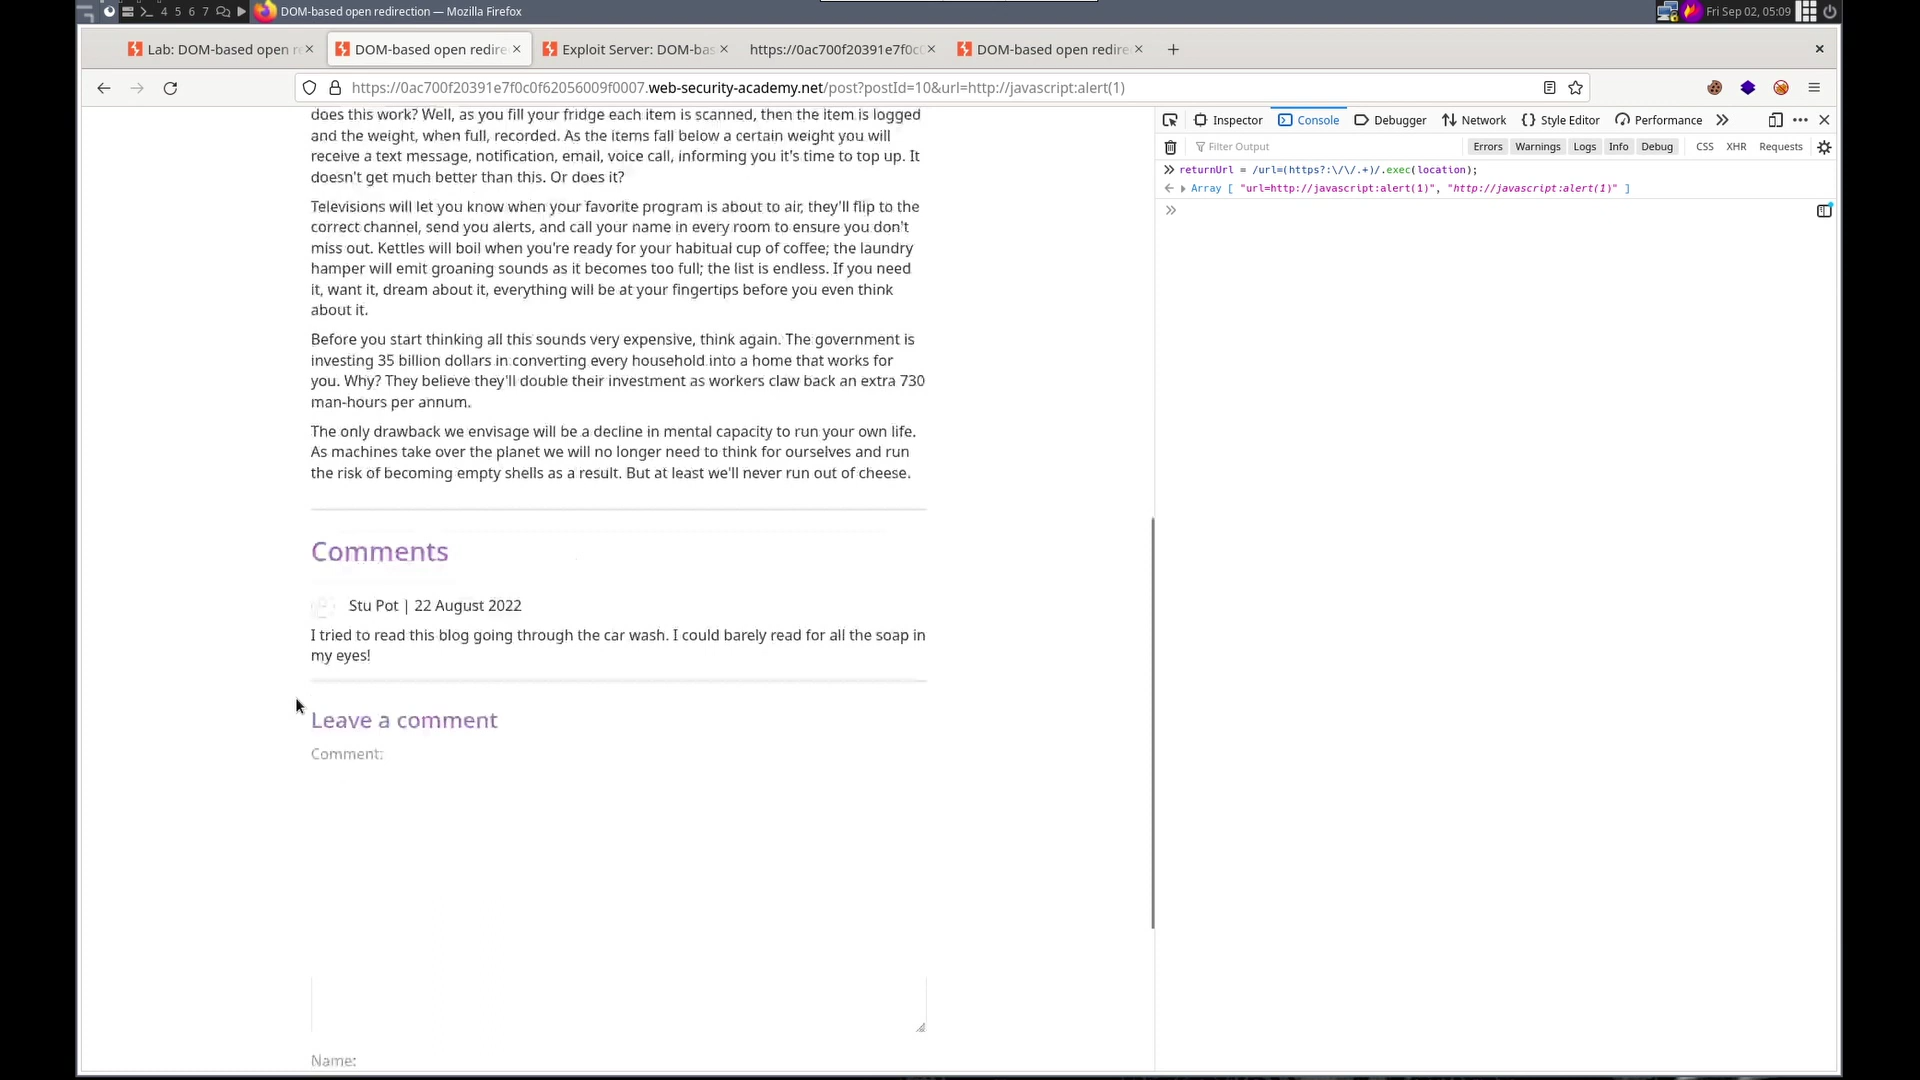 4 5 6 7
DOM-based open redirection — Mozilla Firefox
Fri Sep 02, 05:09
Lab: DOM-based open r
DOM-based open redire
Exploit Server: DOM-bas
https://0ac700f20391e7f0c
DOM-based open redire
https://0ac700f20391e7f0c0f62056009f0007.web-security-academy.net/post?postId=10&url=http://javascript:alert(1)
does this work? Well, as you fill your fridge each item is scanned, then the item is logged
and the weight, when full, recorded. As the items fall below a certain weight you will
receive a text message, notification, email, voice call, informing you it's time to top up. It
doesn't get much better than this. Or does it?
Televisions will let you know when your favorite program is about to air, they'll flip to the
correct channel, send you alerts, and call your name in every room to ensure you don't
miss out. Kettles will boil when you're ready for your habitual cup of coffee; the laundry
hamper will emit groaning sounds as it becomes too full; the list is endless. If you need
it, want it, dream about it, everything will be at your fingertips before you even think
about it.
Before you start thinking all this sounds very expensive, think again. The government is
investing 35 billion dollars in converting every household into a home that works for
you. Why? They believe they'll double their investment as workers claw back an extra 730
man-hours per annum.
The only drawback we envisage will be a decline in mental capacity to run your own life.
As machines take over the planet we will no longer need to think for ourselves and run
the risk of becoming empty shells as a result. But at least we'll never run out of cheese.
Comments
Stu Pot | 22 August 2022
I tried to read this blog going through the car wash. I could barely read for all the soap in
my eyes!
Leave a comment
Comment:
Name:
Inspector
Console
Debugger
Network
Style Editor
Performance
Filter Output
Errors
Warnings
Logs
Info
Debug
CSS
XHR
Requests
returnUrl = /url=(https?:\/\/.+)/.exec(location);
Array [ "url=http://javascript:alert(1)", "http://javascript:alert(1)" ]